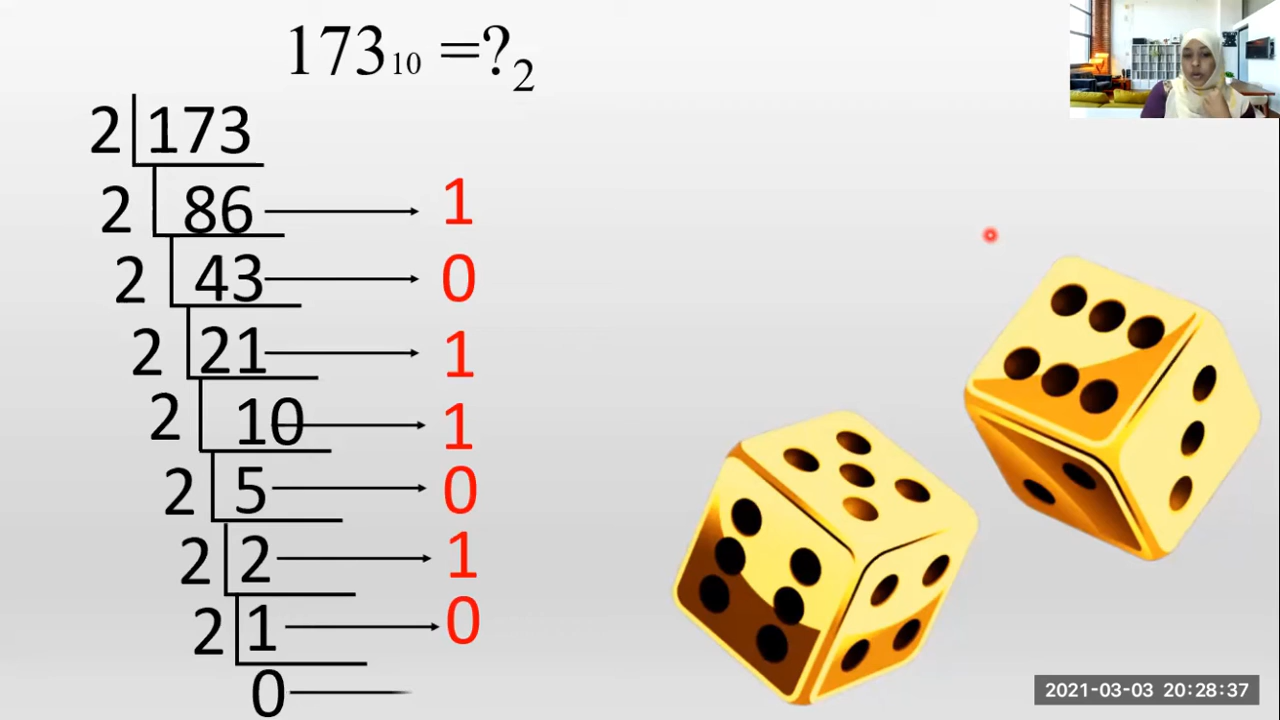 173₁₀ =?₂
2 173
2 86 1
2 43 0
2 21 1
2 10 1
2 5 0
2 2 1
2 1 0
0
2021-03-03 20:28:37